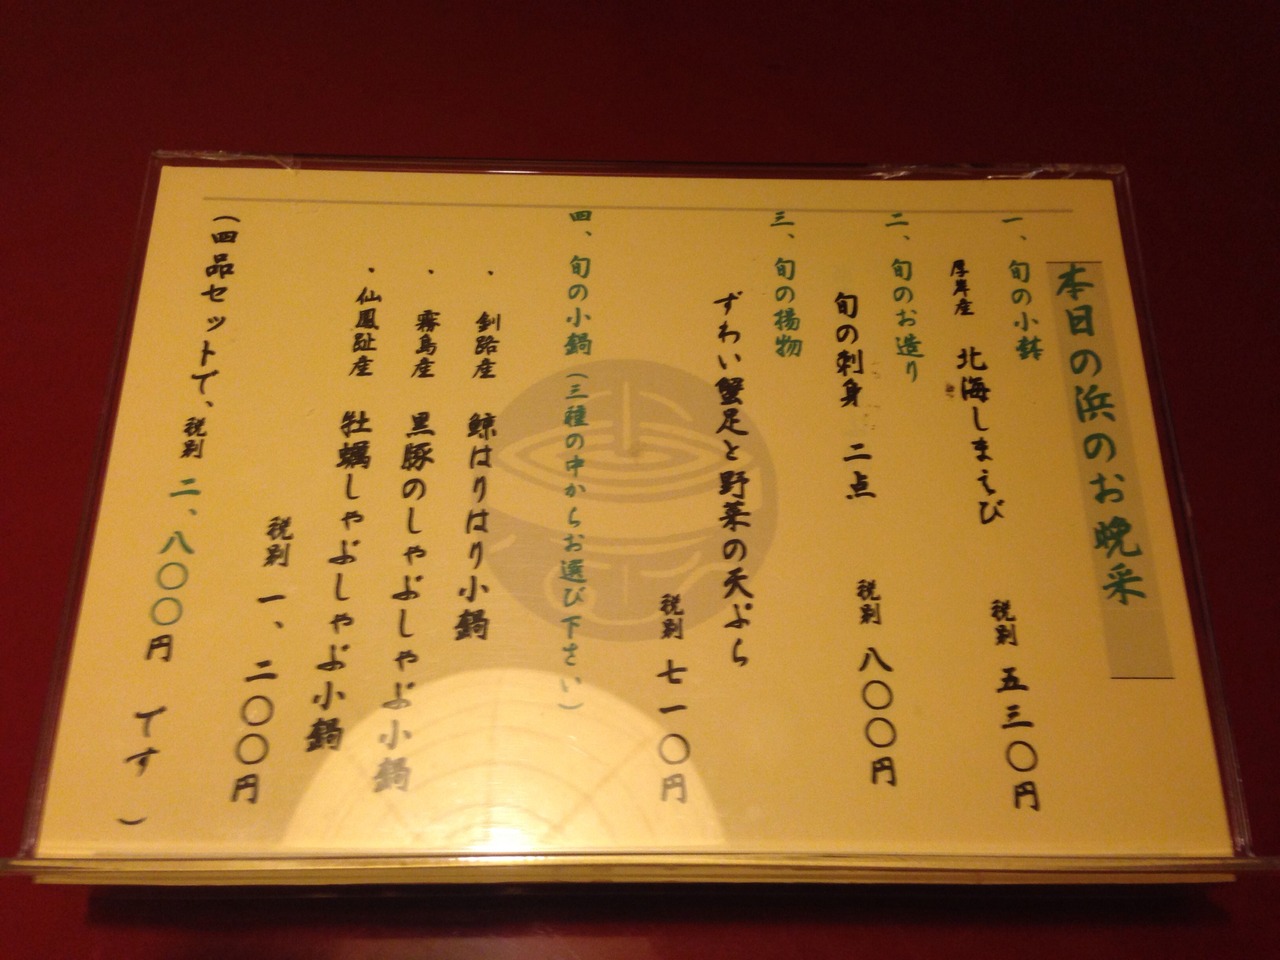 本日の浜のお晩采
一、旬の小鉢
厚岸産 北海しまえび
税別 五三〇円
二、旬のお造り
旬の刺身 二点
税別 八〇〇円
三、旬の揚物
ずわい蟹足と野菜の天ぷら
税別 七一〇円
四、旬の小鍋(三種の中からお選び下さい)
・釧路産 鯨はりはり小鍋
・霧島産 黒豚のしゃぶしゃぶ小鍋
・仙鳳趾産 牡蠣しゃぶしゃぶ小鍋
税別 一、二〇〇円
(四品セットで、税別 二、八〇〇円 です)